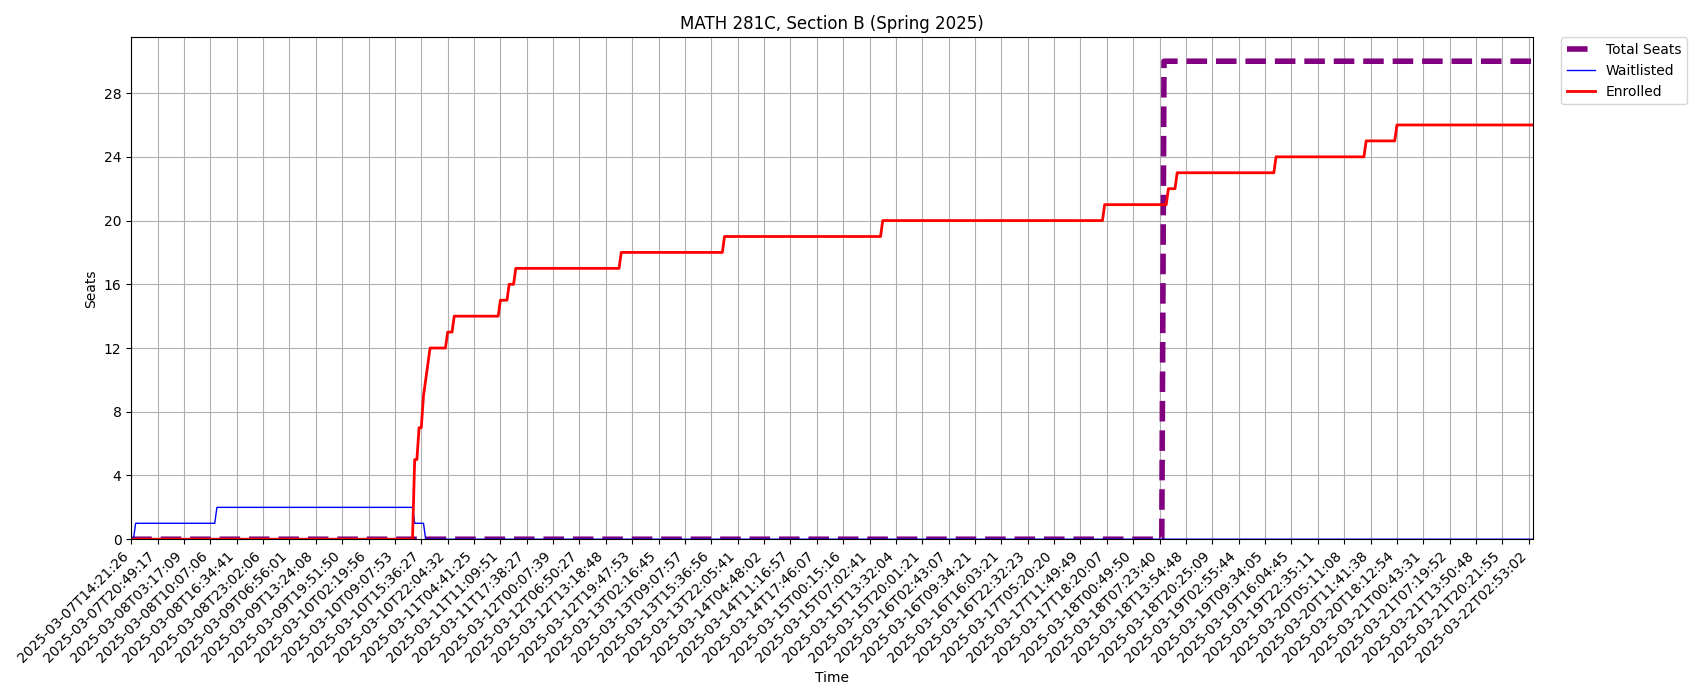 MATH 281C, Section B (Spring 2025)
Total Seats
Waitlisted
Enrolled
Seats
28
24
20
16
12
8
4
0
2025-03-07T14:21:26
2025-03-07T20:49:17
2025-03-08T03:17:09
2025-03-08T10:07:06
2025-03-08T16:34:41
2025-03-08T23:02:06
2025-03-09T06:56:01
2025-03-09T13:24:08
2025-03-09T19:51:50
2025-03-10T02:19:56
2025-03-10T09:07:53
2025-03-10T15:36:27
2025-03-10T22:04:32
2025-03-11T04:41:25
2025-03-11T11:09:51
2025-03-11T17:38:27
2025-03-12T00:07:39
2025-03-12T06:50:27
2025-03-12T13:18:48
2025-03-12T19:47:53
2025-03-13T02:16:45
2025-03-13T09:07:57
2025-03-13T15:36:56
2025-03-13T22:05:41
2025-03-14T04:48:02
2025-03-14T11:16:57
2025-03-14T17:46:07
2025-03-15T00:15:16
2025-03-15T07:02:41
2025-03-15T13:32:04
2025-03-15T20:01:21
2025-03-16T02:43:07
2025-03-16T09:34:21
2025-03-16T16:03:21
2025-03-16T22:32:23
2025-03-17T05:20:20
2025-03-17T11:49:49
2025-03-17T18:20:07
2025-03-18T00:49:50
2025-03-18T07:23:40
2025-03-18T13:54:48
2025-03-18T20:25:09
2025-03-19T02:55:44
2025-03-19T09:34:05
2025-03-19T16:04:45
2025-03-19T22:35:11
2025-03-20T05:11:08
2025-03-20T11:41:38
2025-03-20T18:12:54
2025-03-21T00:43:31
2025-03-21T07:19:52
2025-03-21T13:50:48
2025-03-21T20:21:55
2025-03-22T02:53:02
Time